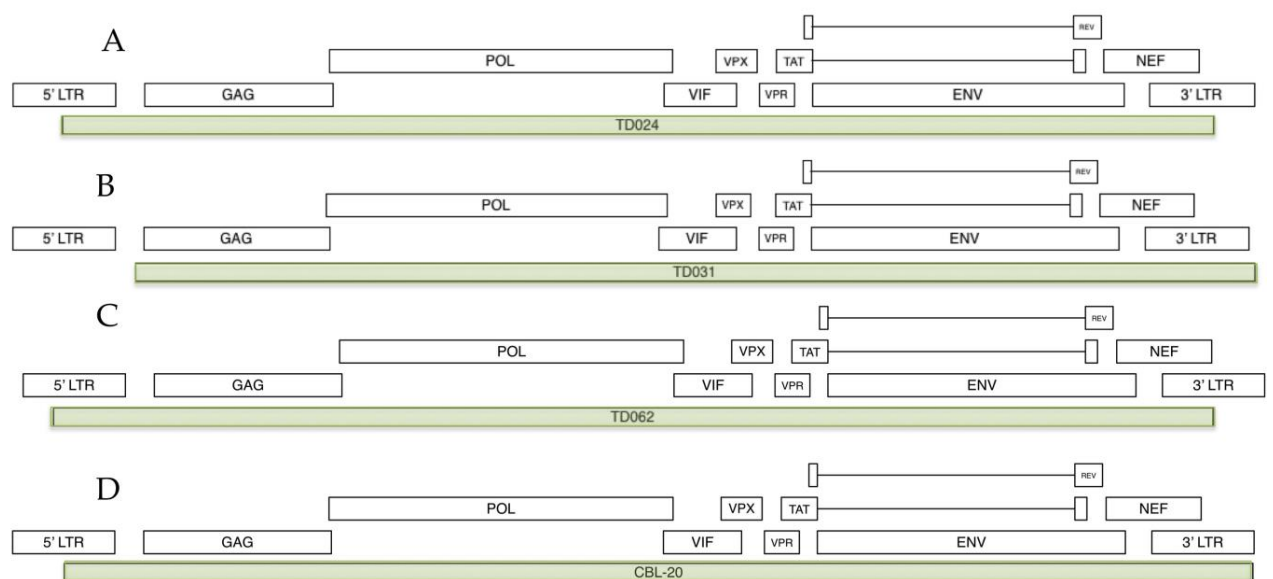 A
REV
POL
VPX
TAT
NEF
5' LTR
GAG
VIF
VPR
ENV
3' LTR
TD024
B
REV
POL
VPX
TAT
NEF
5' LTR
GAG
VIF
VPR
ENV
3' LTR
TD031
C
REV
POL
VPX
TAT
NEF
5' LTR
GAG
VIF
VPR
ENV
3' LTR
TD062
D
REV
POL
VPX
TAT
NEF
5' LTR
GAG
VIF
VPR
ENV
3' LTR
CBL-20